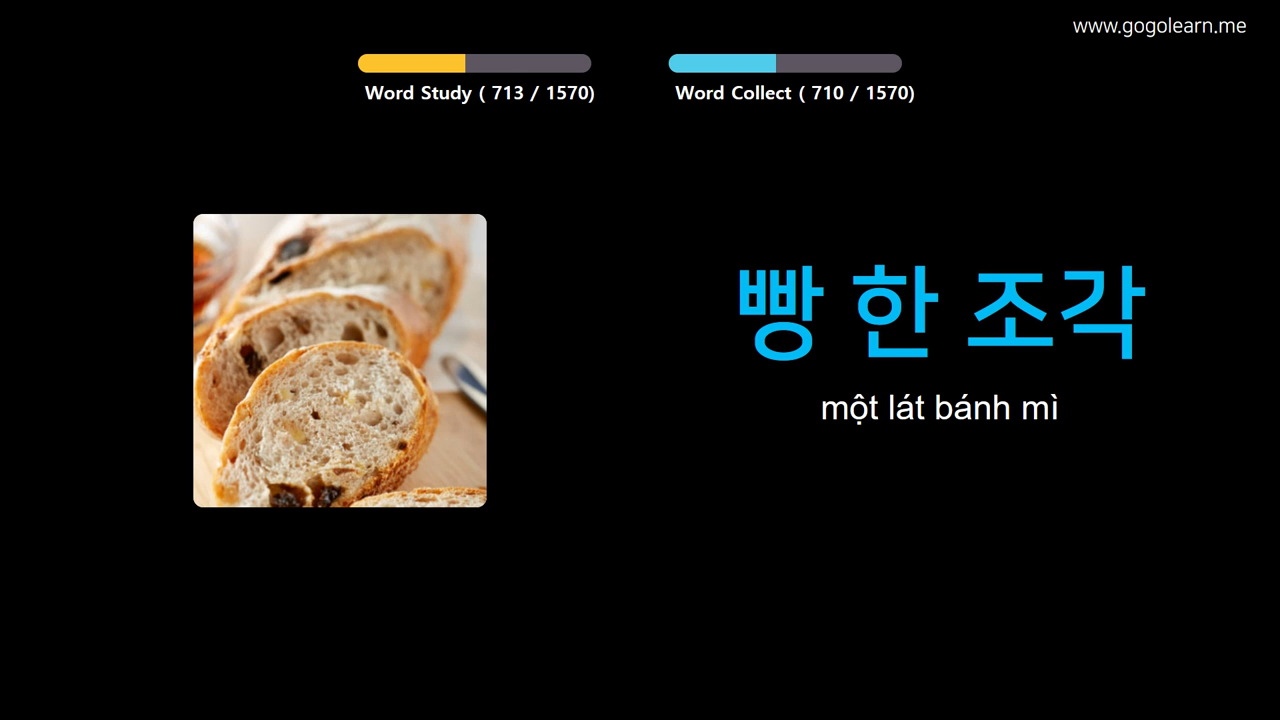 www.gogolearn.me
Word Study ( 713 / 1570)
Word Collect ( 710 / 1570)
빵 한 조각
một lát bánh mì